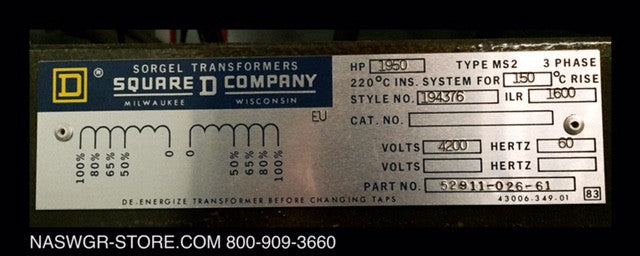 SORGEL TRANSFORMERS
D ® SQUARE D COMPANY
MILWAUKEE WISCONSIN
EU
100% 80% 65% 50% 0 0 50% 65% 80% 100%
HP 1950 TYPE MS2 3 PHASE
220°C INS. SYSTEM FOR 150 °C RISE
STYLE NO. 194376 ILR 1600
CAT. NO.
VOLTS 4200 HERTZ 60
VOLTS HERTZ
PART NO. 52911-026-61
DE-ENERGIZE TRANSFORMER BEFORE CHANGING TAPS 43006-349-01 83
NASWGR-STORE.COM 800-909-3660